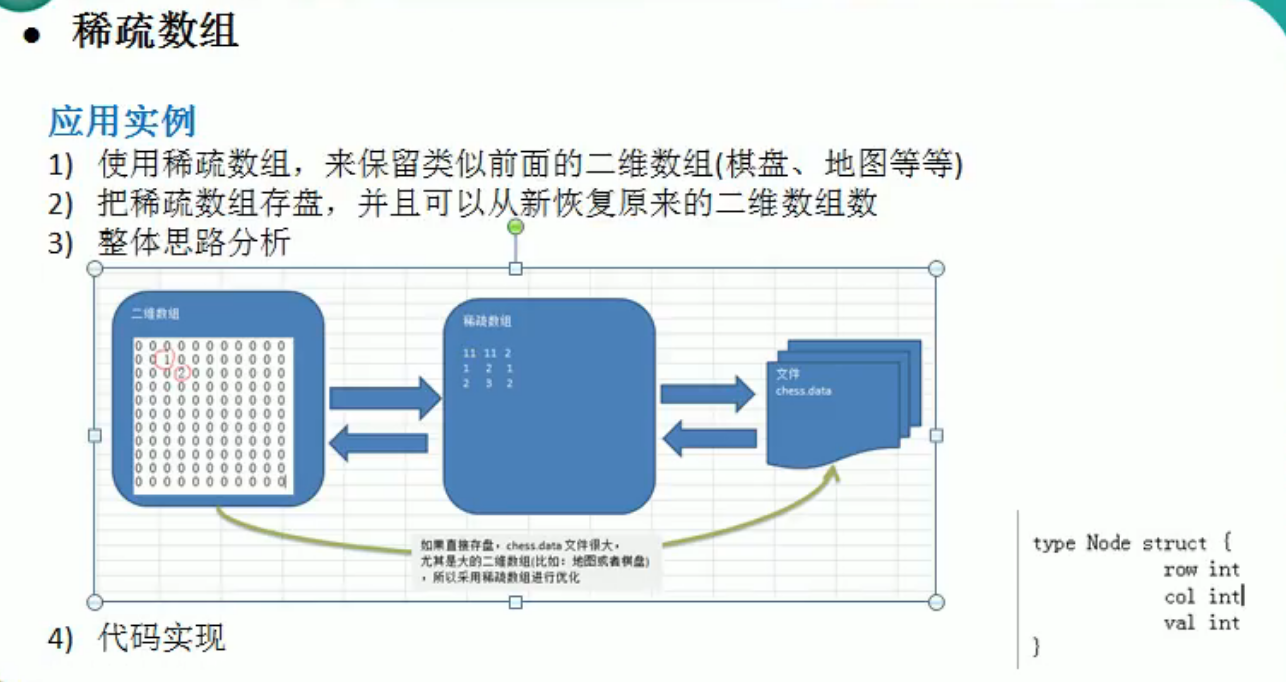 • 稀疏数组
应用实例
1) 使用稀疏数组，来保留类似前面的二维数组(棋盘、地图等等)
2) 把稀疏数组存盘，并且可以从新恢复原来的二维数组数
3) 整体思路分析
二维数组
0 0 0 0 0 0 0 0 0 0 0
0 0 1 0 0 0 0 0 0 0 0
0 0 0 2 0 0 0 0 0 0 0
0 0 0 0 0 0 0 0 0 0 0
0 0 0 0 0 0 0 0 0 0 0
0 0 0 0 0 0 0 0 0 0 0
0 0 0 0 0 0 0 0 0 0 0
0 0 0 0 0 0 0 0 0 0 0
0 0 0 0 0 0 0 0 0 0 0
0 0 0 0 0 0 0 0 0 0 0
0 0 0 0 0 0 0 0 0 0 0
稀疏数组
11 11 2
1 2 1
2 3 2
文件
chess.data
如果直接存盘，chess.data 文件很大，
尤其是大的二维数组(比如：地图或者棋盘)
，所以采用稀疏数组进行优化
type Node struct {
row int
col int
val int
}
4) 代码实现